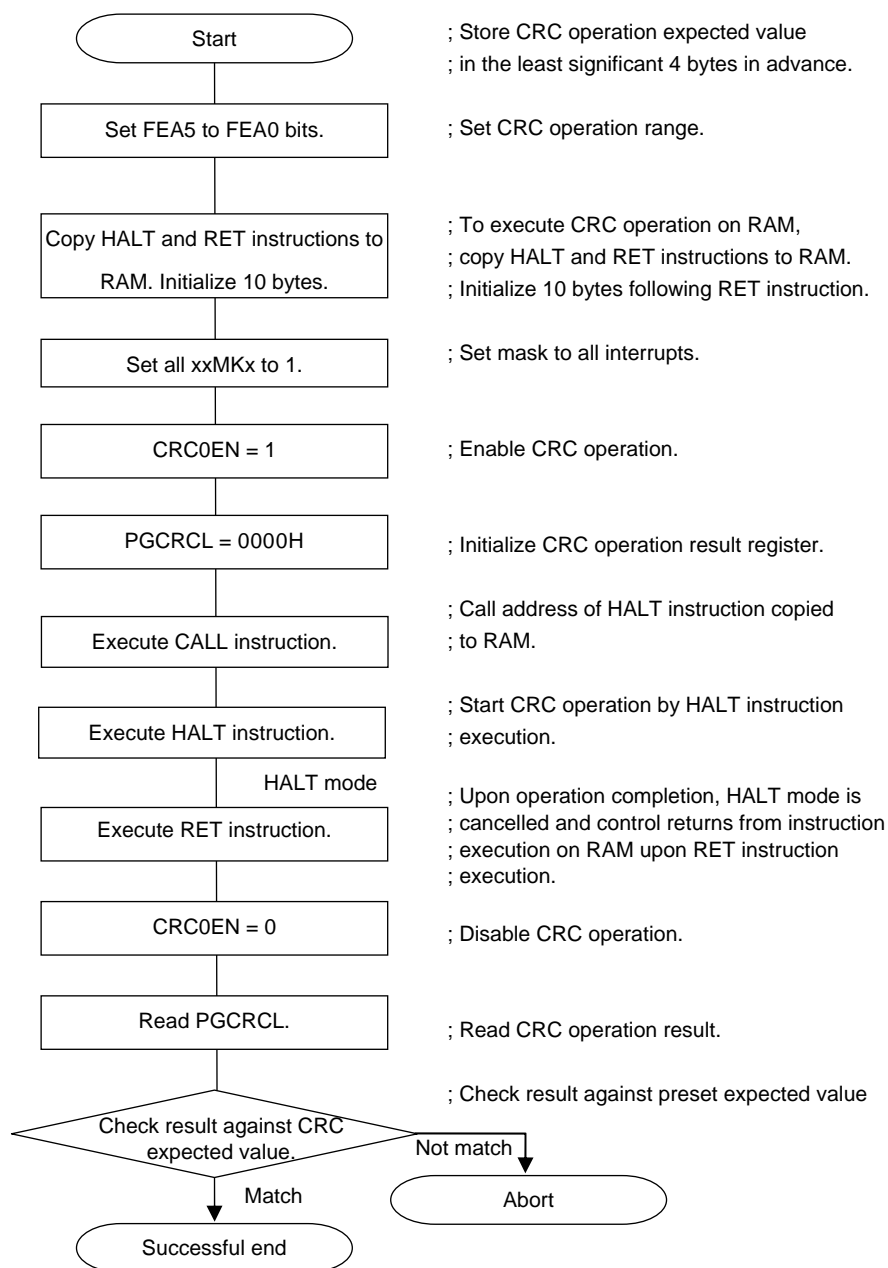 Start
; Store CRC operation expected value
; in the least significant 4 bytes in advance.
Set FEA5 to FEA0 bits.
; Set CRC operation range.
Copy HALT and RET instructions to
RAM. Initialize 10 bytes.
; To execute CRC operation on RAM,
; copy HALT and RET instructions to RAM.
; Initialize 10 bytes following RET instruction.
Set all xxMKx to 1.
; Set mask to all interrupts.
CRC0EN = 1
; Enable CRC operation.
PGCRCL = 0000H
; Initialize CRC operation result register.
Execute CALL instruction.
; Call address of HALT instruction copied
; to RAM.
Execute HALT instruction.
; Start CRC operation by HALT instruction
; execution.
HALT mode
Execute RET instruction.
; Upon operation completion, HALT mode is
; cancelled and control returns from instruction
; execution on RAM upon RET instruction
; execution.
CRC0EN = 0
; Disable CRC operation.
Read PGCRCL.
; Read CRC operation result.
; Check result against preset expected value
Check result against CRC
expected value.
Not match
Match
Abort
Successful end